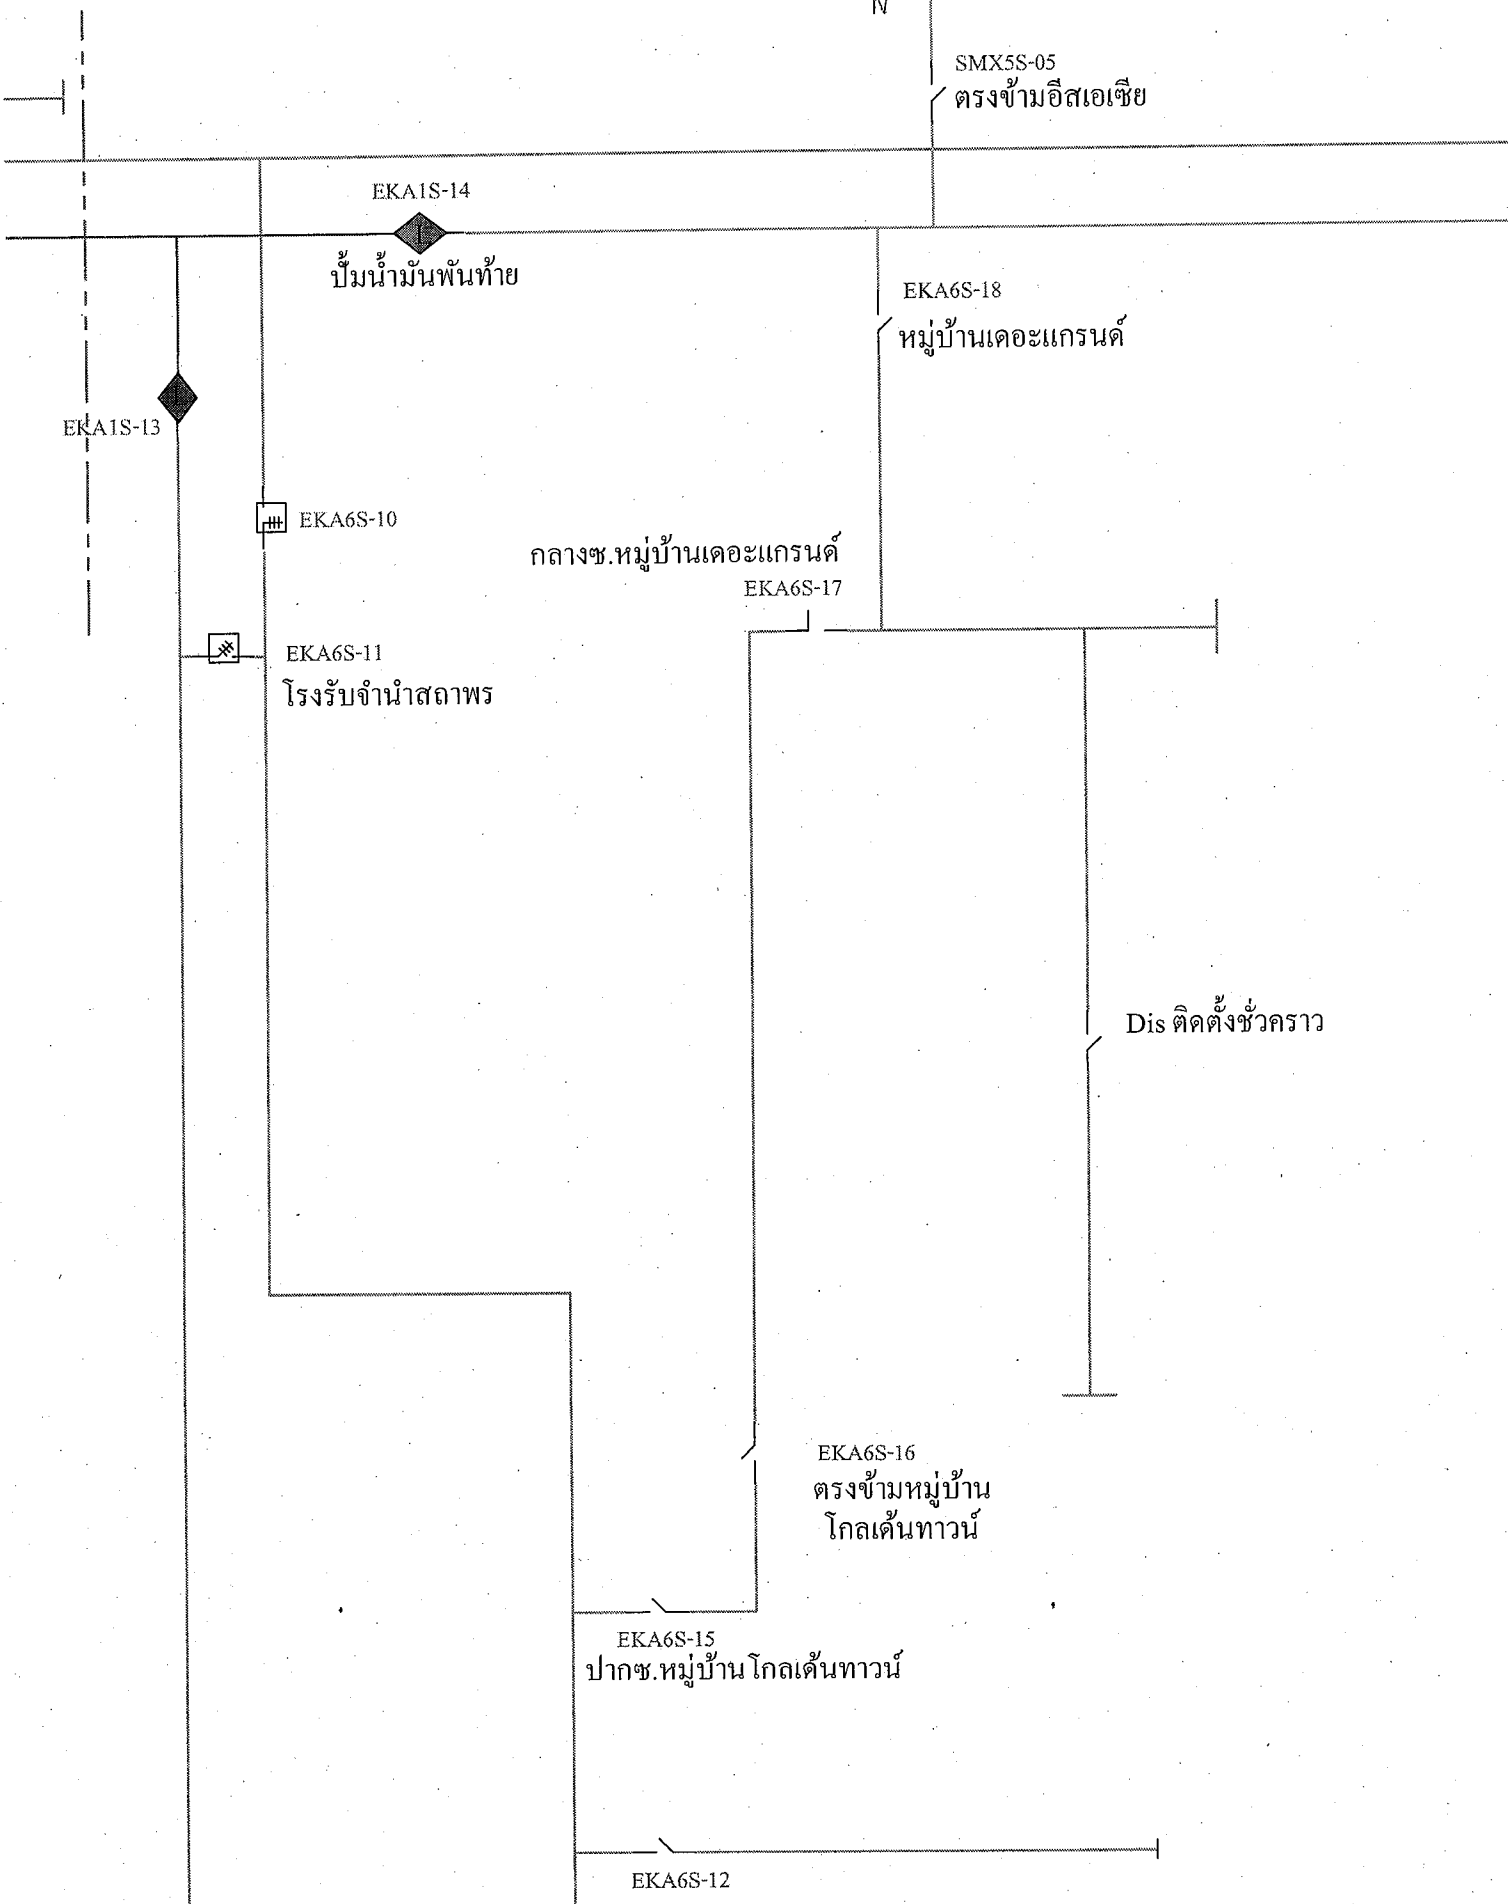 N
SMX5S-05
ตรงข้ามอีสเอเซีย
EKA1S-14
ปั้มน้ำมันพันท้าย
EKA6S-18
หมู่บ้านเดอะแกรนด์
EKA1S-13
EKA6S-10
กลางซ.หมู่บ้านเดอะแกรนด์
EKA6S-17
EKA6S-11
โรงรับจำนำสถาพร
Dis ติดตั้งชั่วคราว
EKA6S-16
ตรงข้ามหมู่บ้าน
โกลเด้นทาวน์
EKA6S-15
ปากซ.หมู่บ้านโกลเด้นทาวน์
EKA6S-12